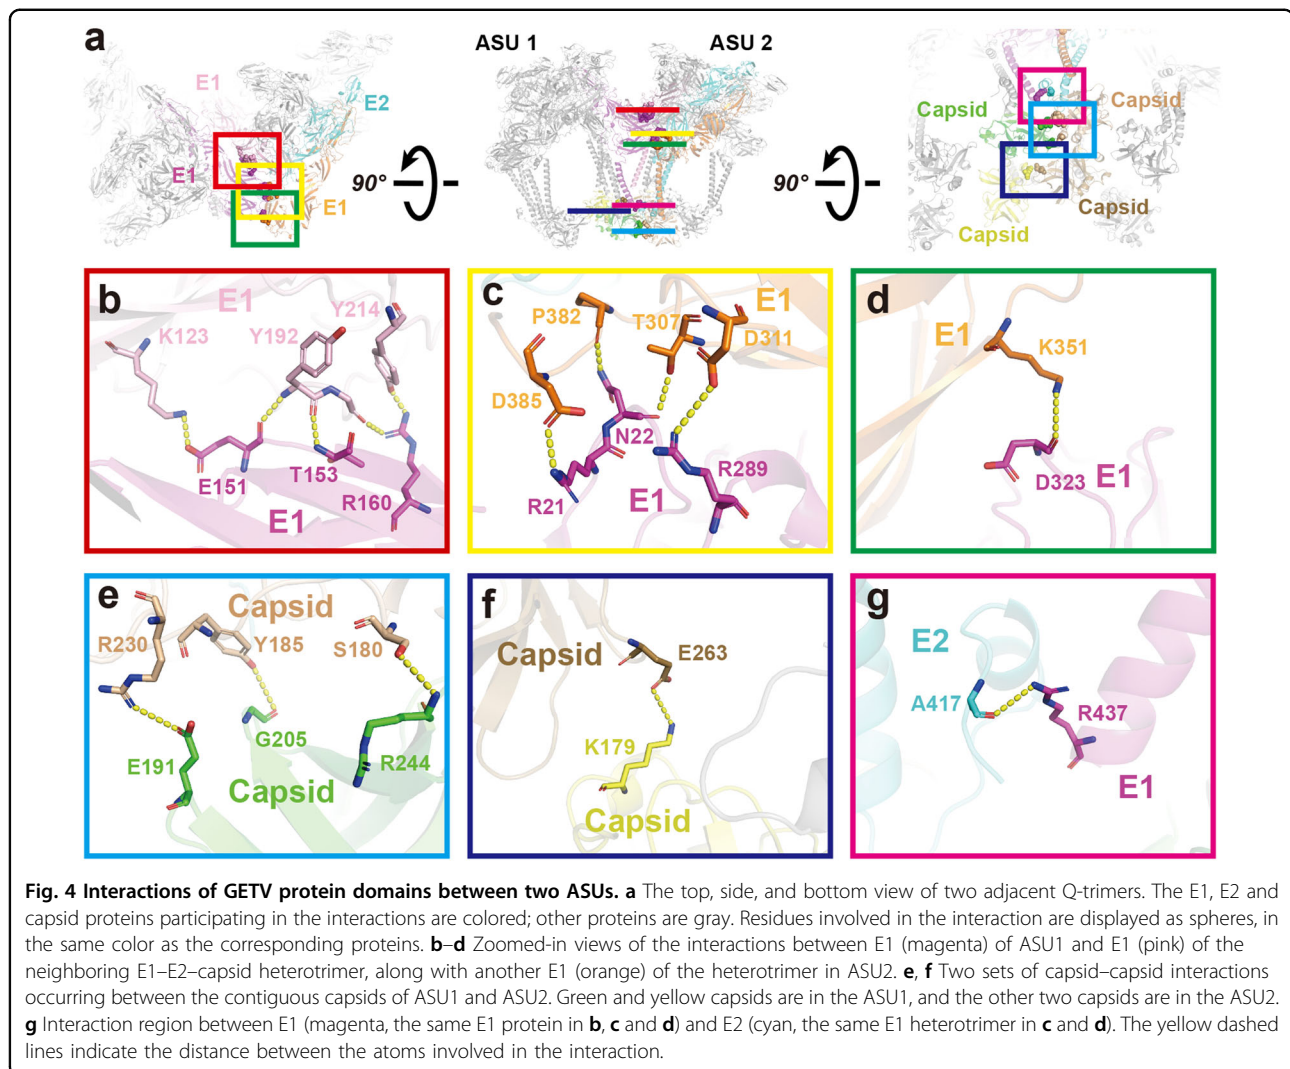 a
E1
E2
E1
E1
90°
ASU 1
ASU 2
90°
Capsid
Capsid
Capsid
Capsid
b
E1
K123
Y192
Y214
E151
T153
R160
E1
c
P382
E1
T307
D311
D385
N22
R21
E1
R289
d
E1
K351
D323
E1
e
Capsid
R230
Y185
S180
G205
E191
R244
Capsid
f
Capsid
E263
K179
Capsid
g
E2
A417
R437
E1
Fig. 4 Interactions of GETV protein domains between two ASUs. a The top, side, and bottom view of two adjacent Q-trimers. The E1, E2 and
capsid proteins participating in the interactions are colored; other proteins are gray. Residues involved in the interaction are displayed as spheres, in
the same color as the corresponding proteins. b–d Zoomed-in views of the interactions between E1 (magenta) of ASU1 and E1 (pink) of the
neighboring E1–E2–capsid heterotrimer, along with another E1 (orange) of the heterotrimer in ASU2. e, f Two sets of capsid–capsid interactions
occurring between the contiguous capsids of ASU1 and ASU2. Green and yellow capsids are in the ASU1, and the other two capsids are in the ASU2.
g Interaction region between E1 (magenta, the same E1 protein in b, c and d) and E2 (cyan, the same E1 heterotrimer in c and d). The yellow dashed
lines indicate the distance between the atoms involved in the interaction.